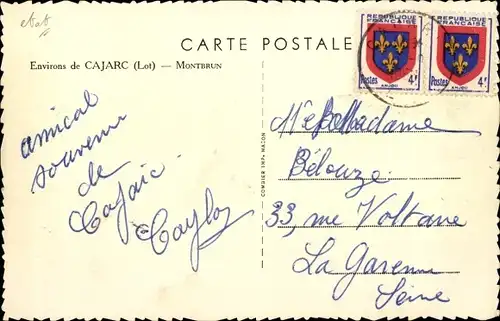 CARTE POSTALE
Environs de CAJARC (Lot) — MONTBRUN
amical
souvenir
de
Cajarc
COMBIER IMP. MACON
REPUBLIQUE FRANÇAISE
Postes 4F
ANJOU
REPUBLIQUE FRANÇAISE
Postes 4F
ANJOU
Madame
Bélouze
33, rue Voltaire
La Garenne
Seine